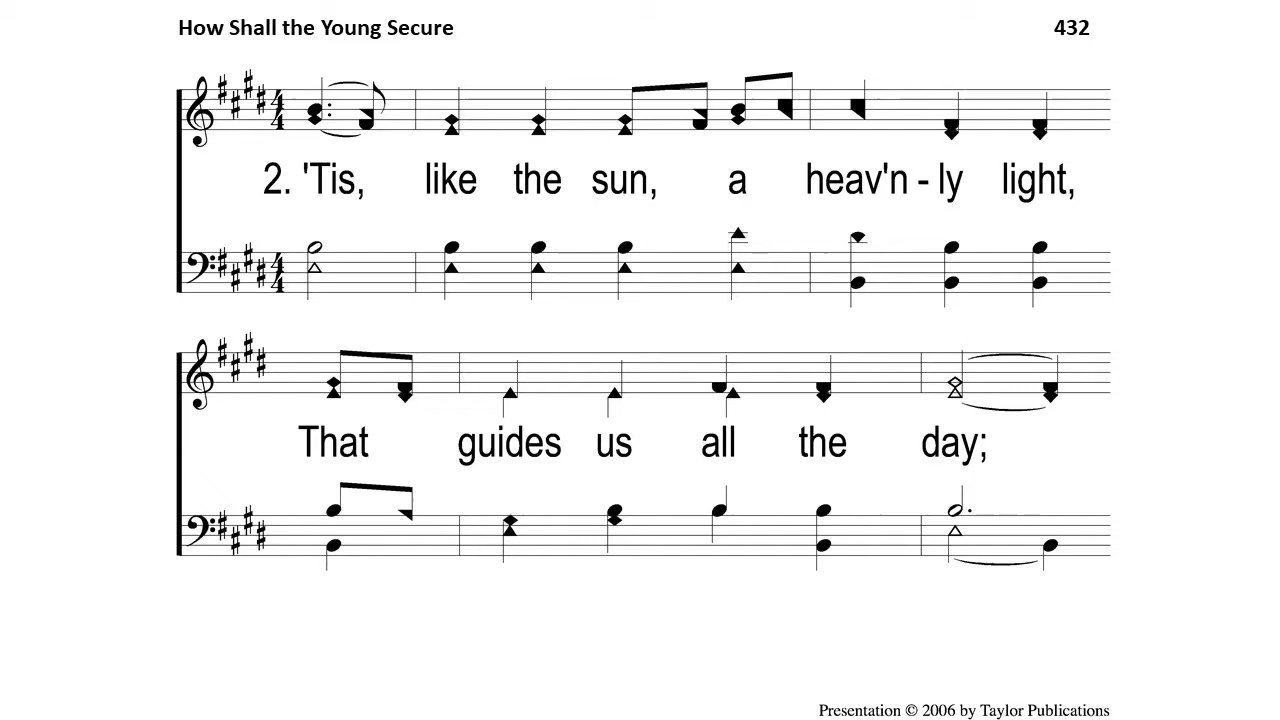 How Shall the Young Secure 432
2. 'Tis, like the sun, a heav'n - ly light,
That guides us all the day;
Presentation © 2006 by Taylor Publications